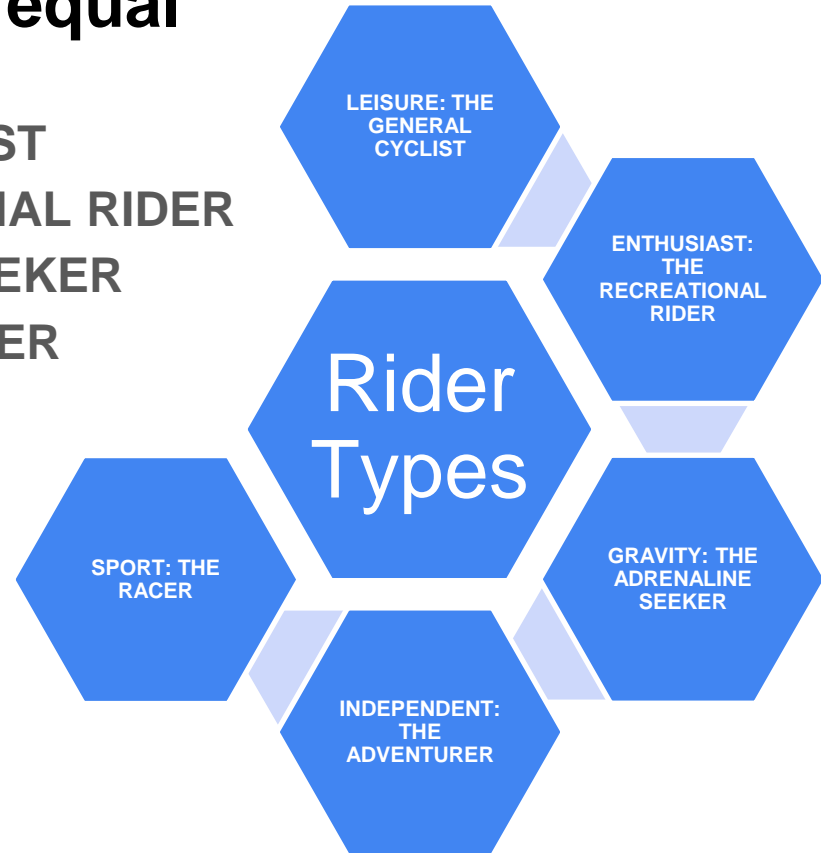 equal
ST
NAL RIDER
EKER
ER
LEISURE: THE
GENERAL
CYCLIST
ENTHUSIAST:
THE
RECREATIONAL
RIDER
Rider
Types
GRAVITY: THE
ADRENALINE
SEEKER
INDEPENDENT:
THE
ADVENTURER
SPORT: THE
RACER